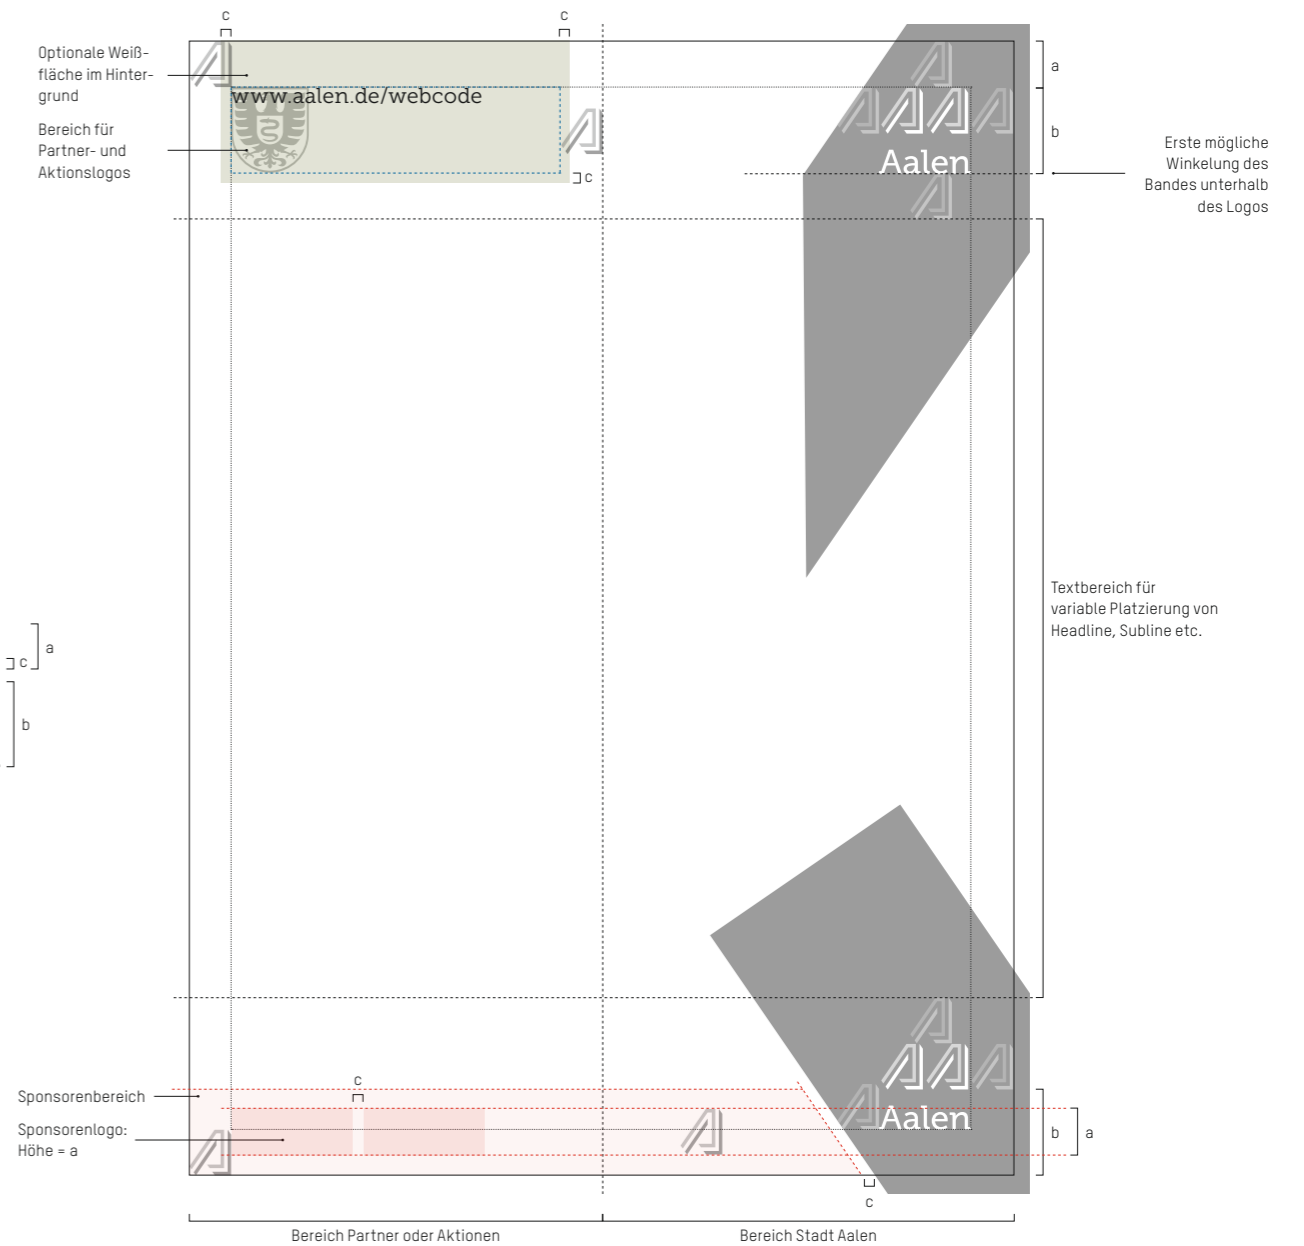 c
c
Optionale Weiß-
fläche im Hinter-
grund
Bereich für
Partner- und
Aktionslogos
www.aalen.de/webcode
c
Aalen
a
b
Erste mögliche
Winkelung des
Bandes unterhalb
des Logos
Textbereich für
variable Platzierung von
Headline, Subline etc.
a
c
b
Sponsorenbereich
Sponsorenlogo:
Höhe = a
c
Aalen
b
a
c
Bereich Partner oder Aktionen
Bereich Stadt Aalen